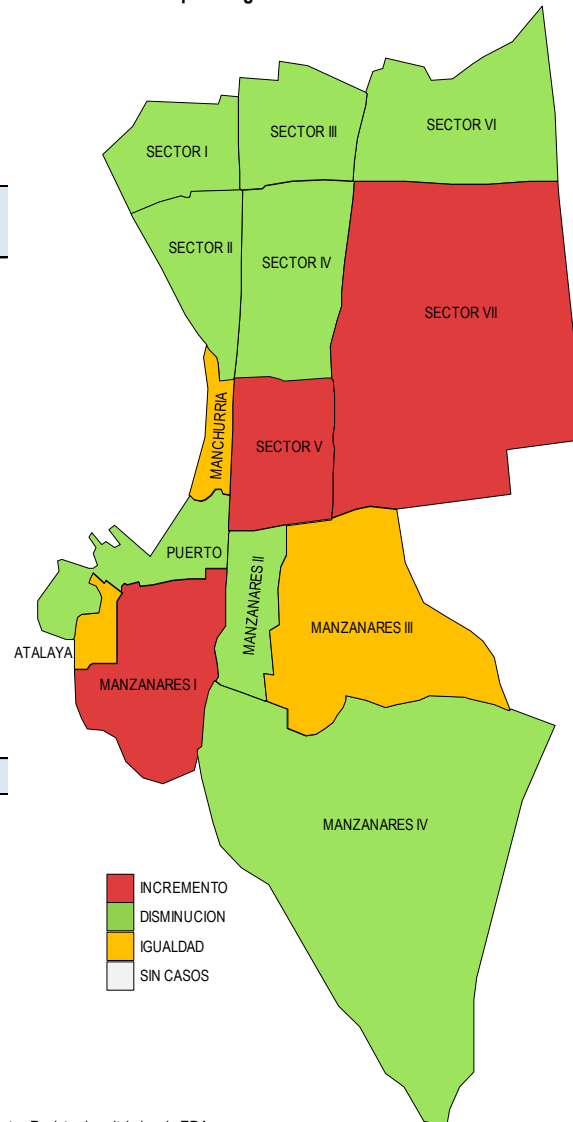 SECTOR VI
SECTOR III
SECTOR I
SECTOR II
SECTOR IV
SECTOR VII
MANCHURRIA
SECTOR V
PUERTO
MANZANARES II
MANZANARES III
ATALAYA
MANZANARES I
MANZANARES IV
INCREMENTO
DISMINUCION
IGUALDAD
SIN CASOS